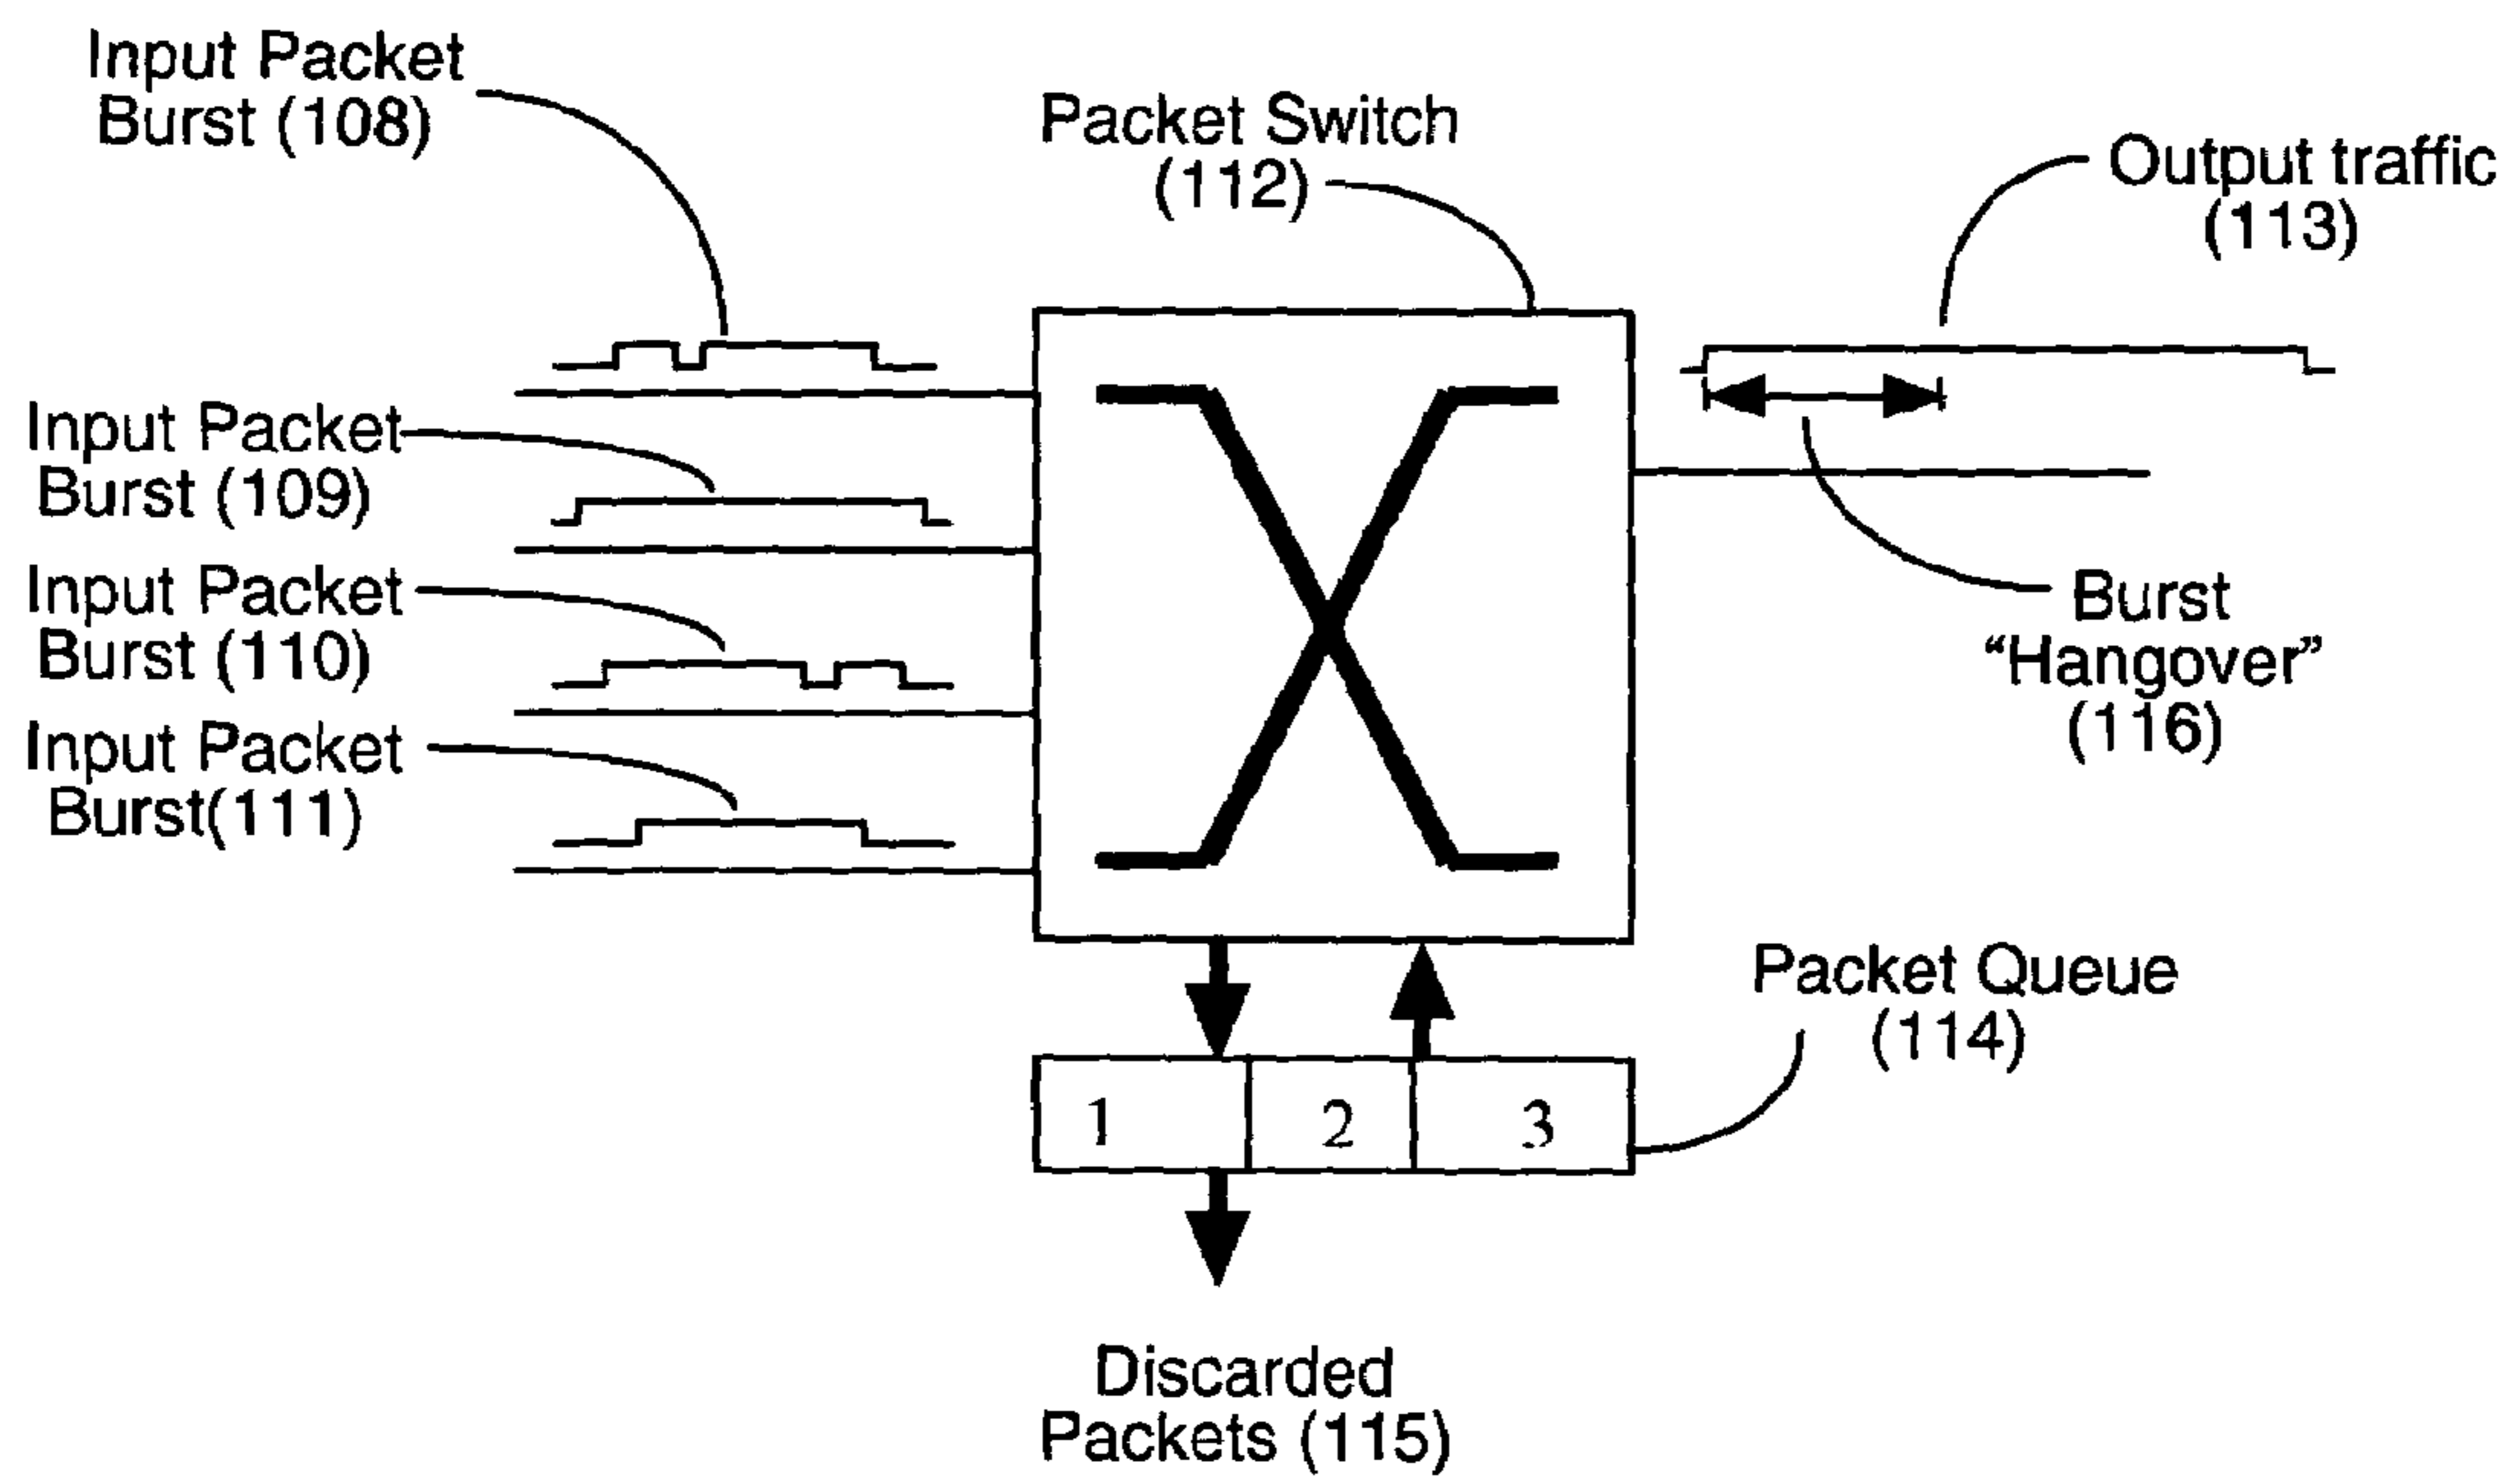 Input Packet
Burst (108)
Packet Switch
(112)
Output traffic
(113)
Input Packet
Burst (109)
Input Packet
Burst (110)
Input Packet
Burst(111)
Burst
“Hangover”
(116)
Packet Queue
(114)
1 2 3
Discarded
Packets (115)